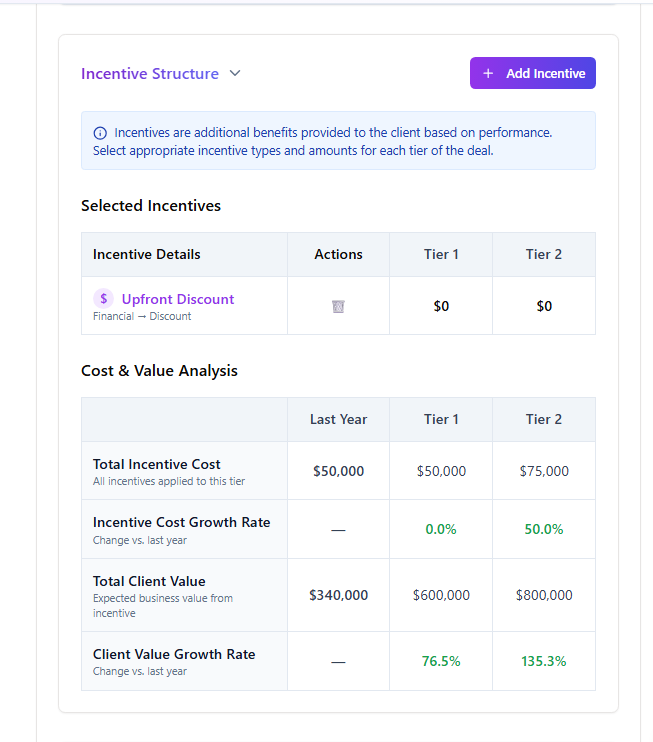 Incentive Structure
+ Add Incentive
Incentives are additional benefits provided to the client based on performance.
Select appropriate incentive types and amounts for each tier of the deal.
Selected Incentives
Incentive Details Actions Tier 1 Tier 2
$ Upfront Discount $0 $0
Financial → Discount
Cost & Value Analysis
Last Year Tier 1 Tier 2
Total Incentive Cost $50,000 $50,000 $75,000
All incentives applied to this tier
Incentive Cost Growth Rate — 0.0% 50.0%
Change vs. last year
Total Client Value $340,000 $600,000 $800,000
Expected business value from
incentive
Client Value Growth Rate — 76.5% 135.3%
Change vs. last year